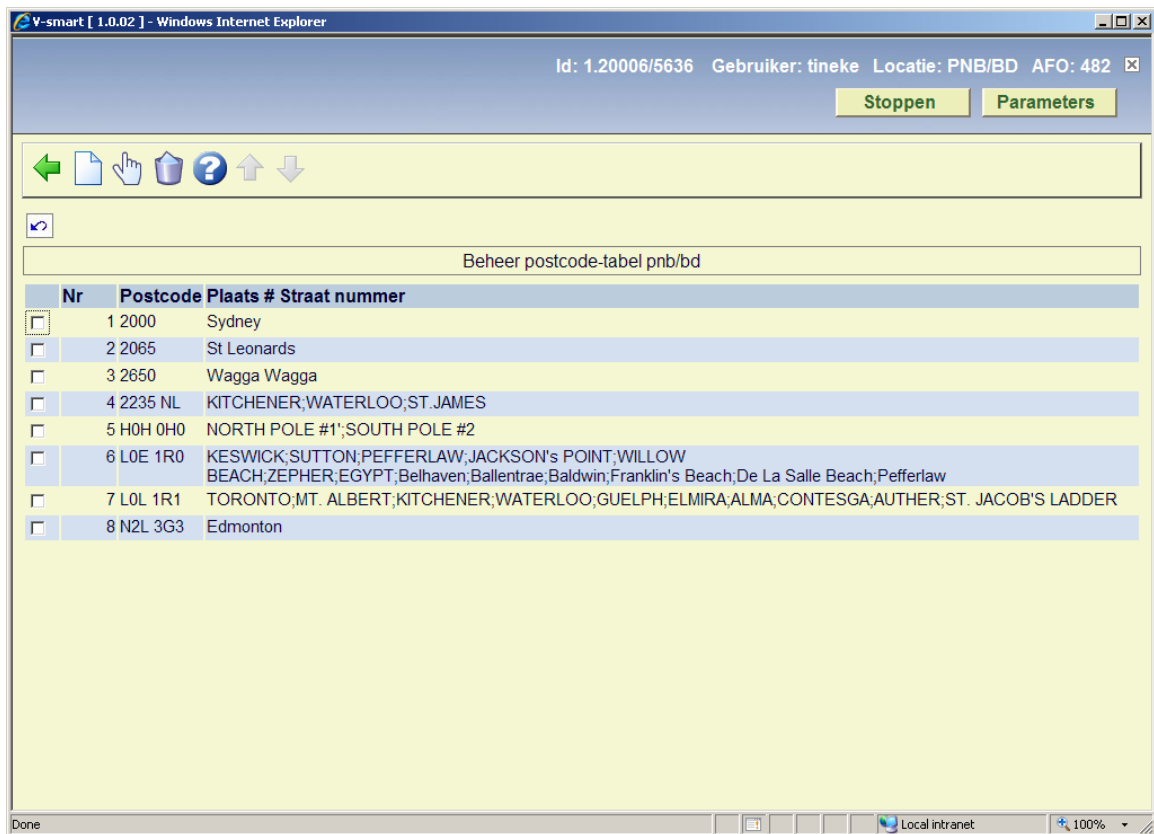 V-smart [ 1.0.02 ] - Windows Internet Explorer
Id: 1.20006/5636 Gebruiker: tineke Locatie: PNB/BD AFO: 482
Stoppen Parameters
Beheer postcode-tabel pnb/bd
Nr Postcode Plaats # Straat nummer
1 2000 Sydney
2 2065 St Leonards
3 2650 Wagga Wagga
4 2235 NL KITCHENER;WATERLOO;ST.JAMES
5 H0H 0H0 NORTH POLE #1';SOUTH POLE #2
6 L0E 1R0 KESWICK;SUTTON;PEFFERLAW;JACKSON's POINT;WILLOW
BEACH;ZEPHER;EGYPT;Belhaven;Ballentrae;Baldwin;Franklin's Beach;De La Salle Beach;Pefferlaw
7 L0L 1R1 TORONTO;MT. ALBERT;KITCHENER;WATERLOO;GUELPH;ELMIRA;ALMA;CONTESGA;AUTHER;ST. JACOB'S LADDER
8 N2L 3G3 Edmonton
Done Local intranet 100%